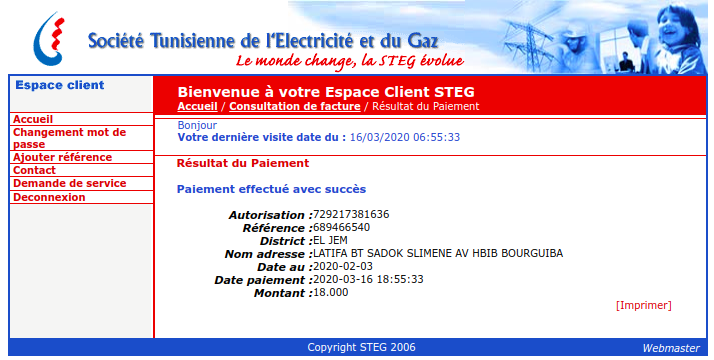 Société Tunisienne de l'Electricité et du Gaz
Le monde change, la STEG évolue
Espace client
Bienvenue à votre Espace Client STEG
Accueil / Consultation de facture / Résultat du Paiement
Accueil
Changement mot de
passe
Ajouter référence
Contact
Demande de service
Deconnexion
Bonjour
Votre dernière visite date du : 16/03/2020 06:55:33
Résultat du Paiement
Paiement effectué avec succès
Autorisation :729217381636
Référence :689466540
District :EL JEM
Nom adresse :LATIFA BT SADOK SLIMENE AV HBIB BOURGUIBA
Date au :2020-02-03
Date paiement :2020-03-16 18:55:33
Montant :18.000
[Imprimer]
Copyright STEG 2006
Webmaster